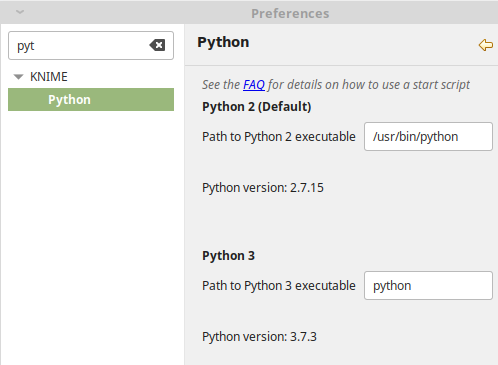 Preferences
pyt
KNIME
Python
Python
See the FAQ for details on how to use a start script
Python 2 (Default)
Path to Python 2 executable /usr/bin/python
Python version: 2.7.15
Python 3
Path to Python 3 executable python
Python version: 3.7.3